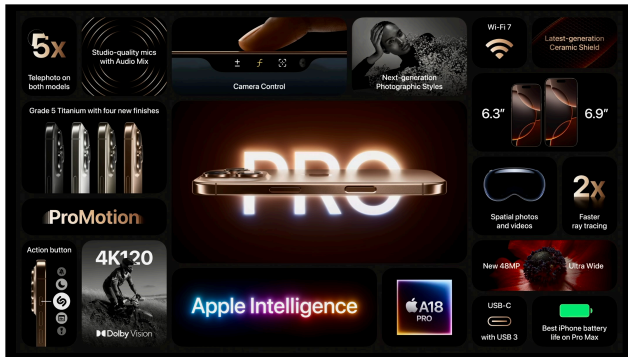 5x
Telephoto on
both models
Studio-quality mics
with Audio Mix
Camera Control
Next-generation
Photographic Styles
Wi-Fi 7
Latest-generation
Ceramic Shield
Grade 5 Titanium with four new finishes
PRO
6.3”
6.9”
ProMotion
Spatial photos
and videos
2x
Faster
ray tracing
Action button
4K120
Dolby Vision
Apple Intelligence
A18
PRO
New 48MP
Ultra Wide
USB-C
with USB 3
Best iPhone battery
life on Pro Max